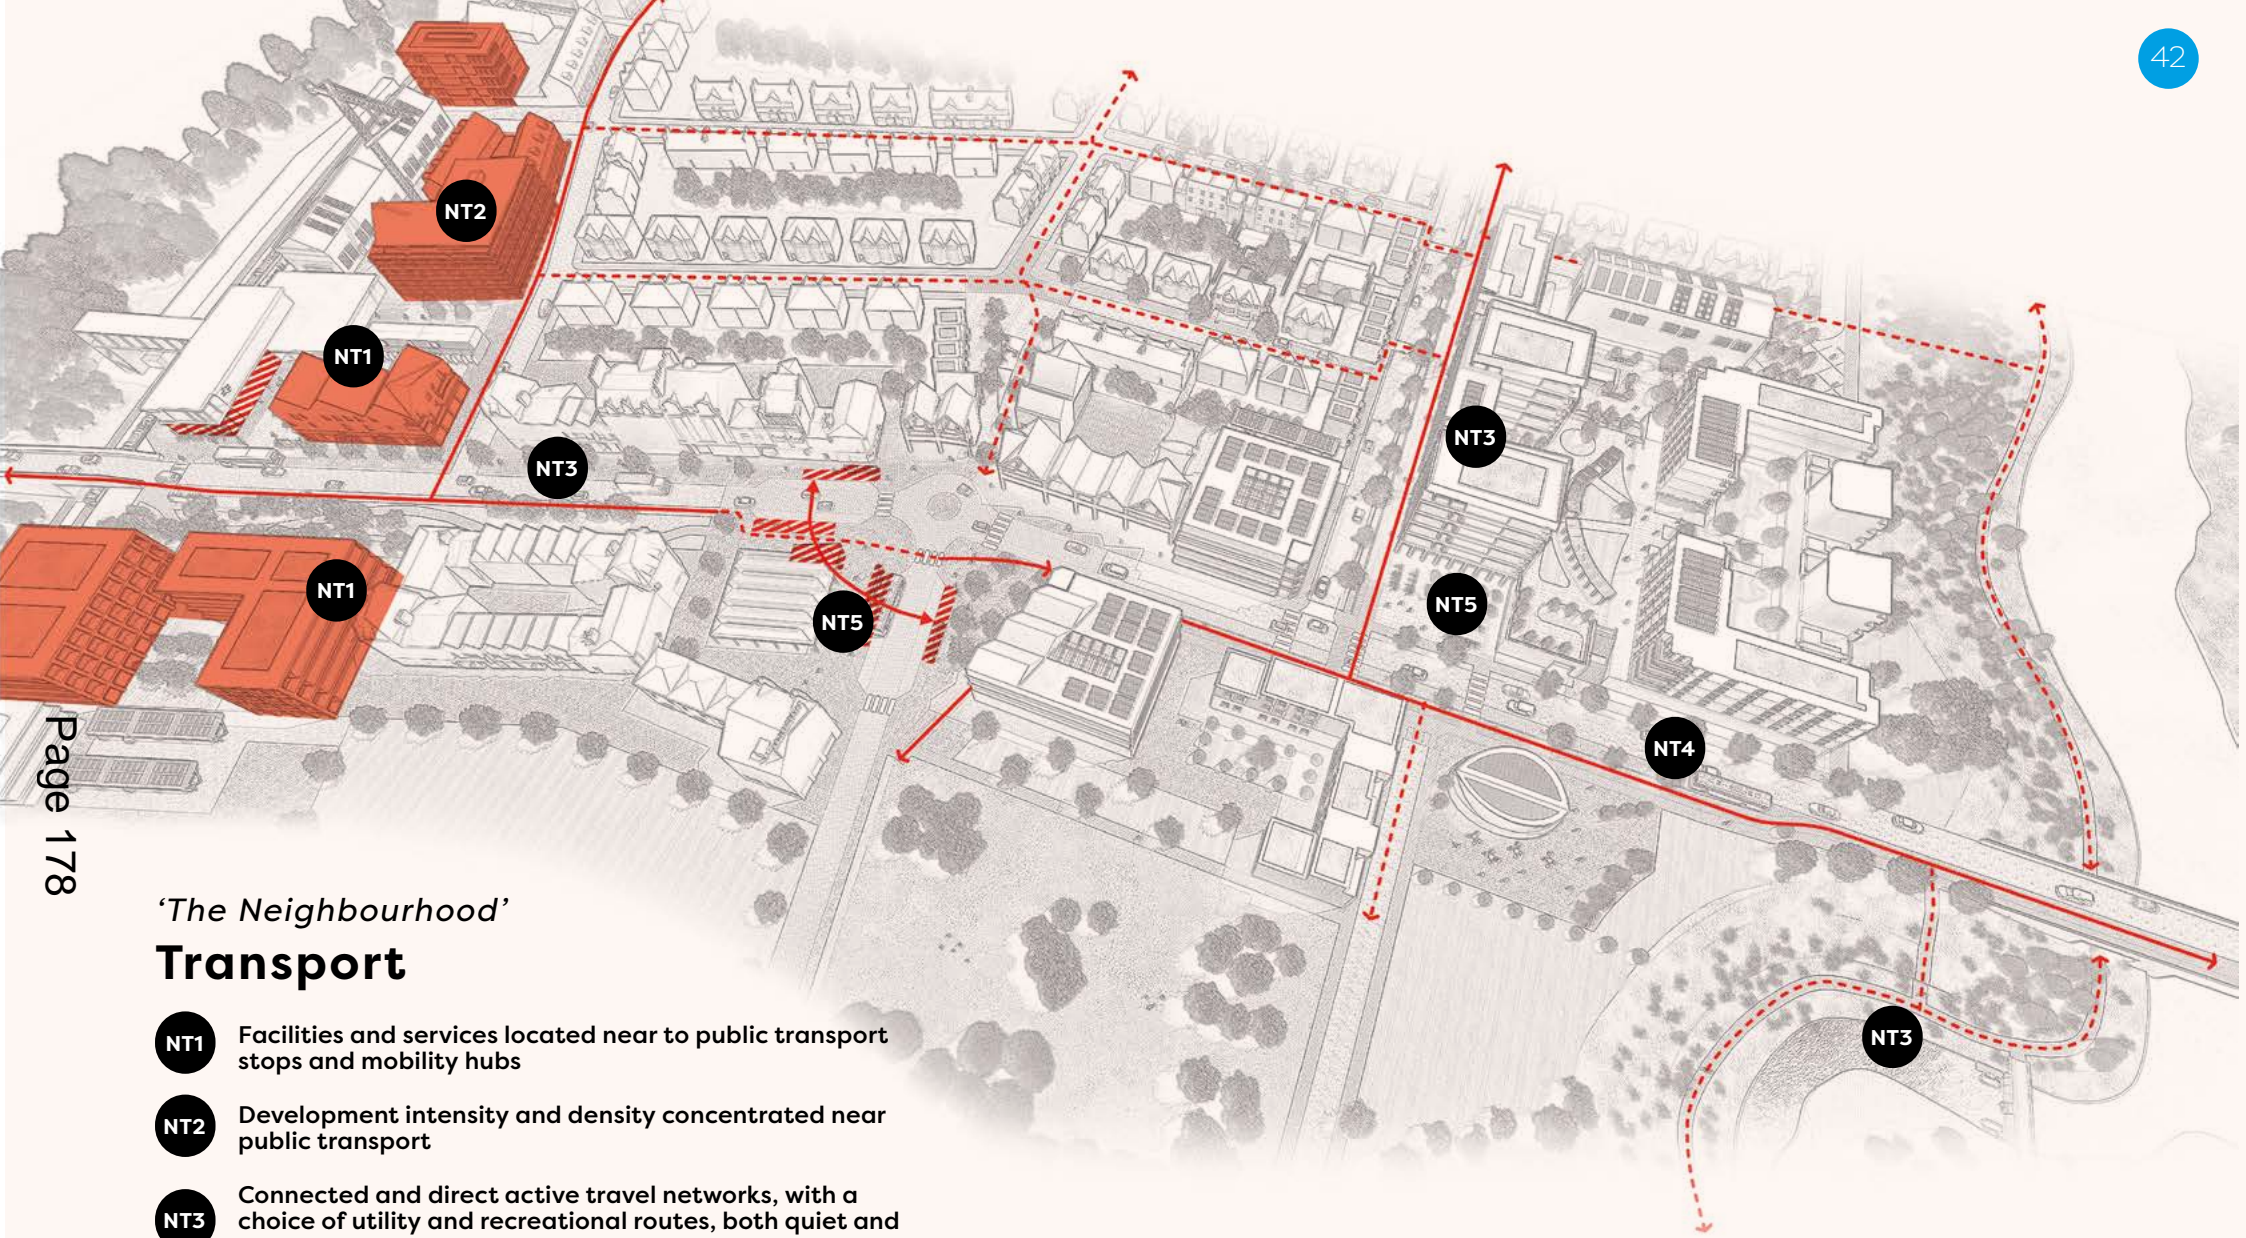 42
NT2
NT1
NT3
NT3
NT1
NT5
NT5
NT4
NT3
Page 178
‘The Neighbourhood’
Transport
NT1 Facilities and services located near to public transport
stops and mobility hubs
NT2 Development intensity and density concentrated near
public transport
NT3 Connected and direct active travel networks, with a
choice of utility and recreational routes, both quiet and